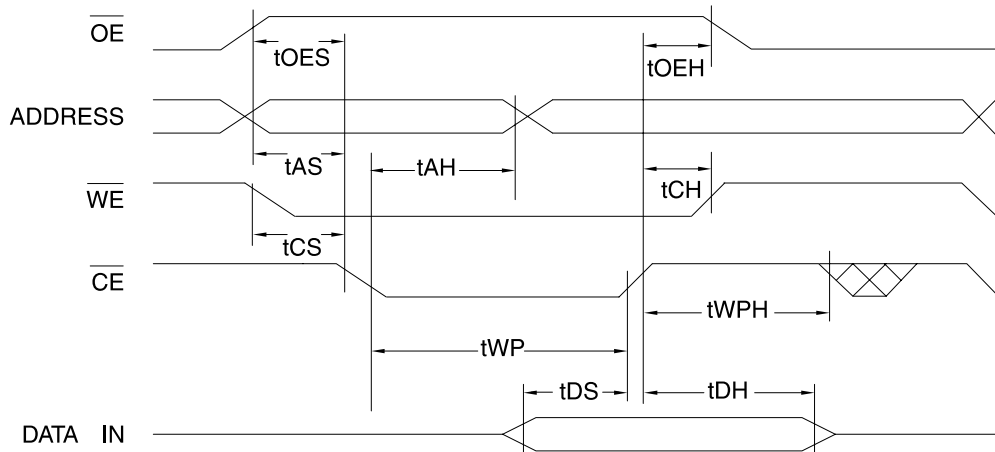 OE
tOES
tOEH
ADDRESS
tAS
tAH
tCH
WE
tCS
CE
tWPH
tWP
tDS
tDH
DATA IN